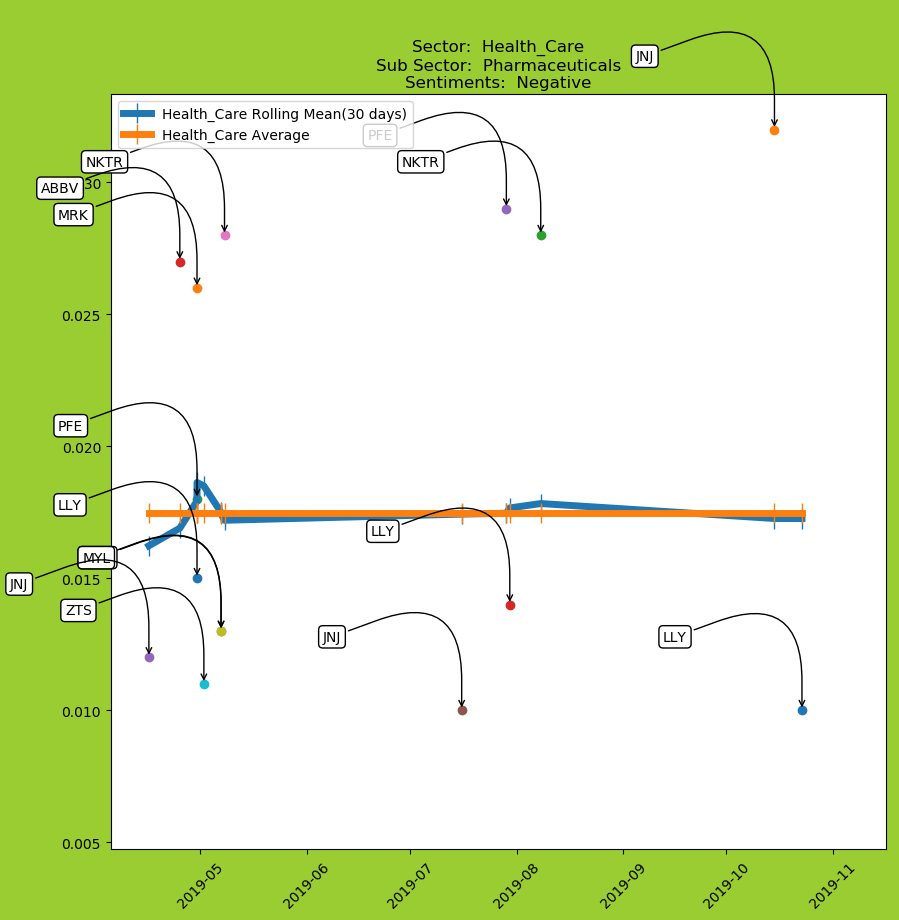 Sector:  Health_Care
Sub Sector:  Pharmaceuticals
Sentiments:  Negative
JNJ
Health_Care Rolling Mean(30 days)
Health_Care Average
PFE
NKTR
NKTR
ABBV
30
MRK
0.025
PFE
0.020
LLY
LLY
MYL
0.015
JNJ
ZTS
JNJ
LLY
0.010
0.005
2019-05
2019-06
2019-07
2019-08
2019-09
2019-10
2019-11